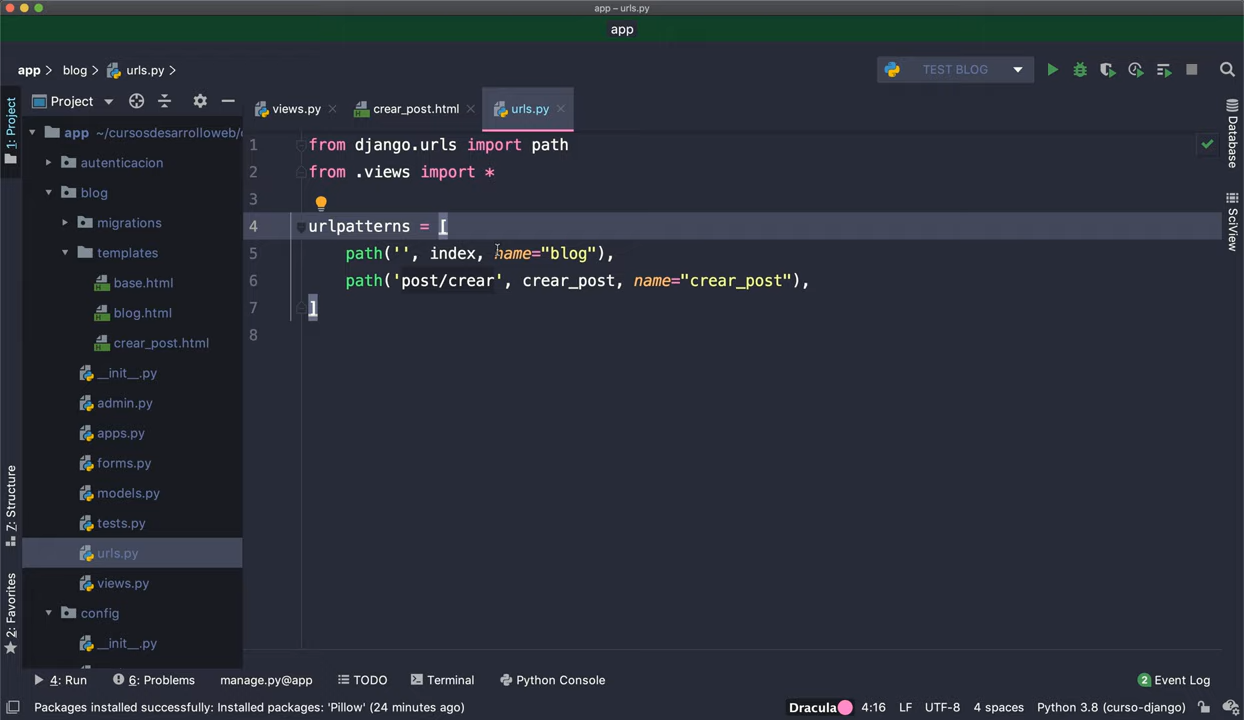 app – urls.py
app
app blog urls.py
TEST BLOG
1: Project
Project
views.py crear_post.html urls.py
app ~/cursosdesarrolloweb/
autenticacion
blog
migrations
templates
base.html
blog.html
crear_post.html
__init__.py
admin.py
apps.py
forms.py
models.py
tests.py
urls.py
views.py
config
__init__.py
1 from django.urls import path
2 from .views import *
3
4 urlpatterns = [
5 path('', index, name="blog"),
6 path('post/crear', crear_post, name="crear_post"),
7 ]
8
Database
SciView
Z: Structure
2: Favorites
4: Run 6: Problems manage.py@app TODO Terminal Python Console 2 Event Log
Packages installed successfully: Installed packages: 'Pillow' (24 minutes ago) Dracula 4:16 LF UTF-8 4 spaces Python 3.8 (curso-django)